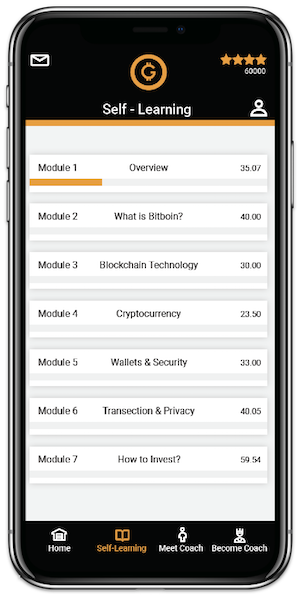 60000
Self - Learning
Module 1 Overview 35.07
Module 2 What is Bitboin? 40.00
Module 3 Blockchain Technology 30.00
Module 4 Cryptocurrency 23.50
Module 5 Wallets & Security 33.00
Module 6 Transection & Privacy 40.05
Module 7 How to Invest? 59.54
Home Self-Learning Meet Coach Become Coach